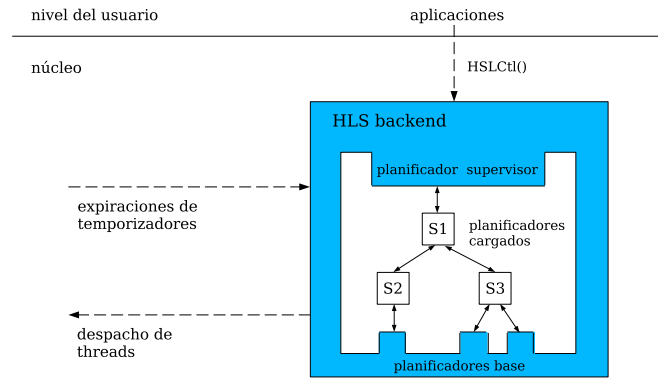 nivel del usuario
aplicaciones
núcleo
HSLCtl()
HLS backend
planificador supervisor
expiraciones de
temporizadores
S1
planificadores
cargados
S2
S3
despacho de
threads
planificadores base